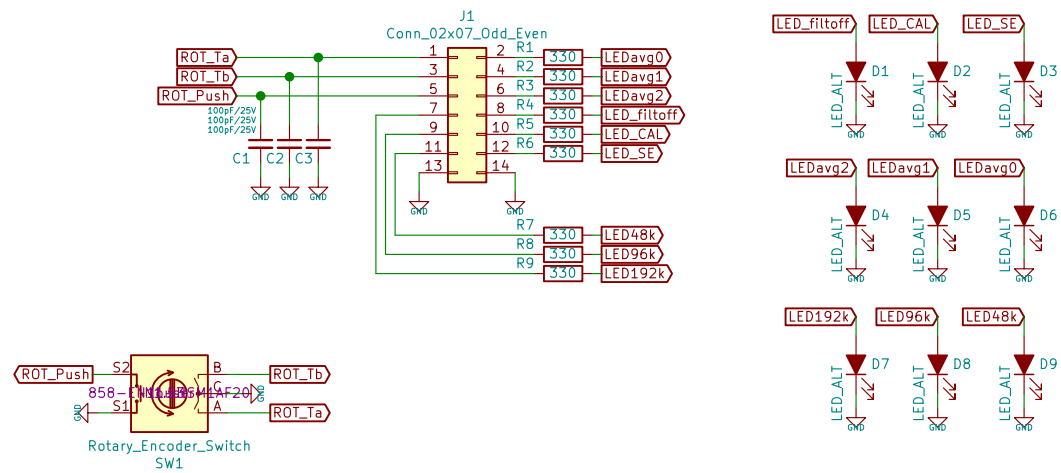 J1
Conn_02x07_Odd_Even
ROT_Ta
1
2
R1
330
LEDavg0
ROT_Tb
3
4
R2
330
LEDavg1
ROT_Push
5
6
R3
330
LEDavg2
100pF/25V
100pF/25V
100pF/25V
7
8
R4
330
LED_filtoff
9
10
R5
330
LED_CAL
11
12
R6
330
LED_SE
13
14
C1
C2
C3
GND
GND
GND
GND
GND
R7
330
LED48k
R8
330
LED96k
R9
330
LED192k
LED_filtoff
LED_CAL
LED_SE
D1
D2
D3
LED_ALT
LED_ALT
LED_ALT
GND
GND
GND
LEDavg2
LEDavg1
LEDavg0
D4
D5
D6
LED_ALT
LED_ALT
LED_ALT
GND
GND
GND
LED192k
LED96k
LED48k
D7
D8
D9
LED_ALT
LED_ALT
LED_ALT
GND
GND
GND
ROT_Push
S2
B
ROT_Tb
C
GND
GND
S1
A
ROT_Ta
Rotary_Encoder_Switch
SW1